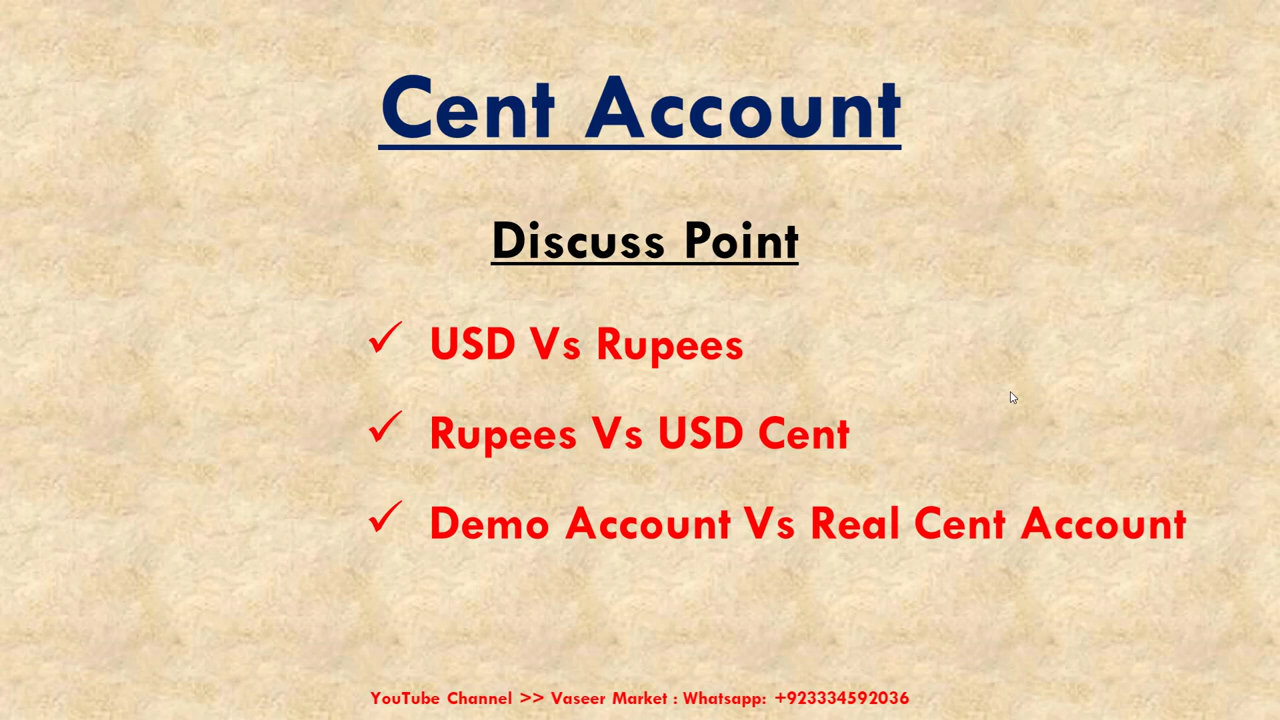 Cent Account
Discuss Point
✓ USD Vs Rupees
✓ Rupees Vs USD Cent
✓ Demo Account Vs Real Cent Account
YouTube Channel >> Vaseer Market : Whatsapp: +923334592036